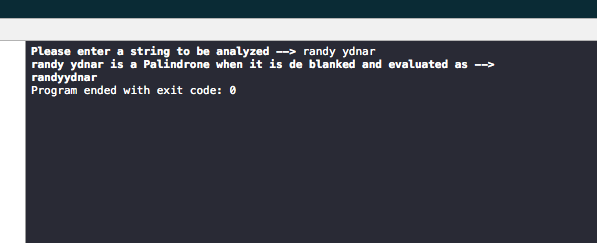 Please enter a string to be analyzed --> randy ydnar
randy ydnar is a Palindrone when it is de blanked and evaluated as -->
randyydnar
Program ended with exit code: 0